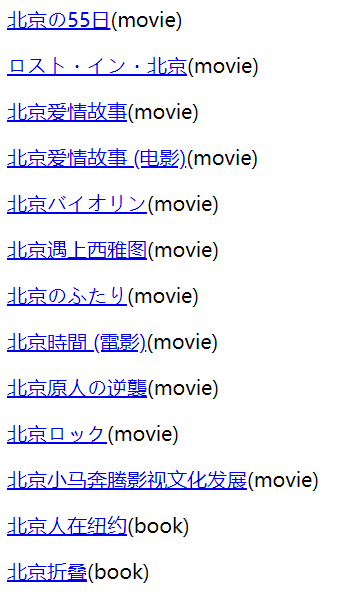 北京の55日(movie)
ロスト・イン・北京(movie)
北京爱情故事(movie)
北京爱情故事 (电影)(movie)
北京バイオリン(movie)
北京遇上西雅图(movie)
北京のふたり(movie)
北京時間 (電影)(movie)
北京原人の逆襲(movie)
北京ロック(movie)
北京小马奔腾影视文化发展(movie)
北京人在纽约(book)
北京折叠(book)